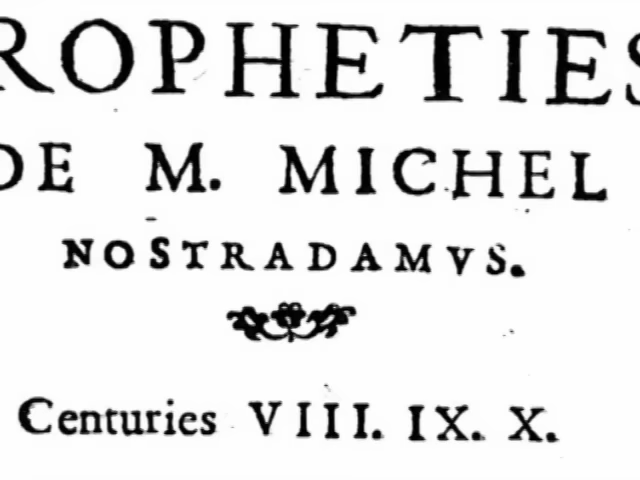 ROPHETIES
DE M. MICHEL
NOSTRADAMVS.
Centuries VIII. IX. X.